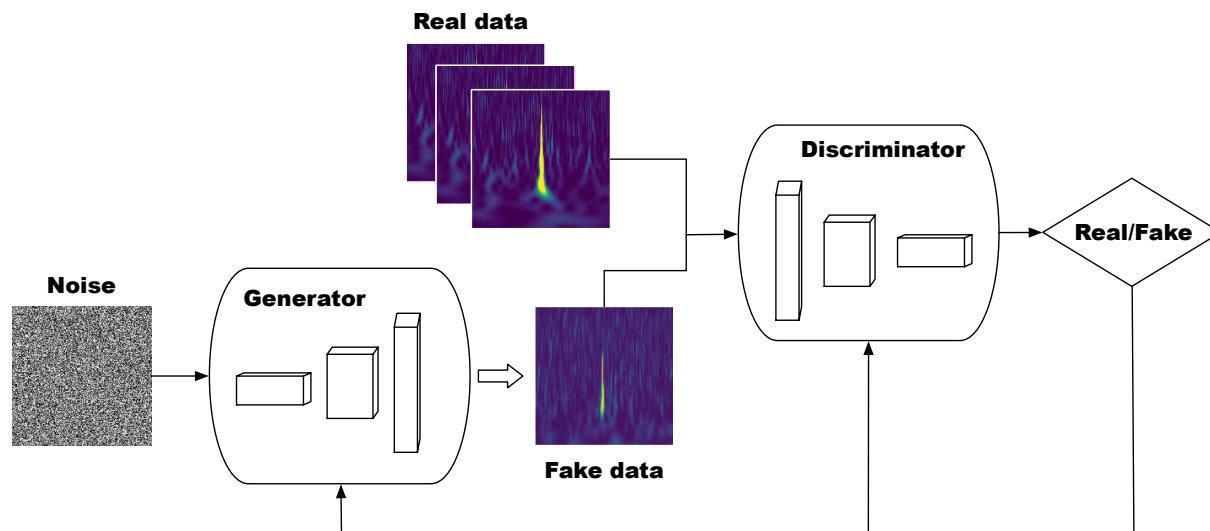 Real data
Discriminator
Real/Fake
Noise
Generator
Fake data